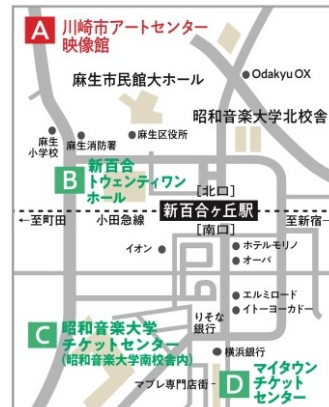 A 川崎市アートセンター
映像館
麻生市民館大ホール
Odakyu OX
昭和音楽大学北校舎
麻生
小学校
麻生消防署
麻生区役所
B 新百合
トウェンティワン
ホール
[北口]
←至町田
小田急線
新百合ヶ丘駅
至新宿→
[南口]
イオン
ホテルモリノ
オーパ
エルミロード
イトーヨーカドー
りそな
銀行
C 昭和音楽大学
チケットセンター
(昭和音楽大学南校舎内)
横浜銀行
マプレ専門店街
D マイタウン
チケット
センター